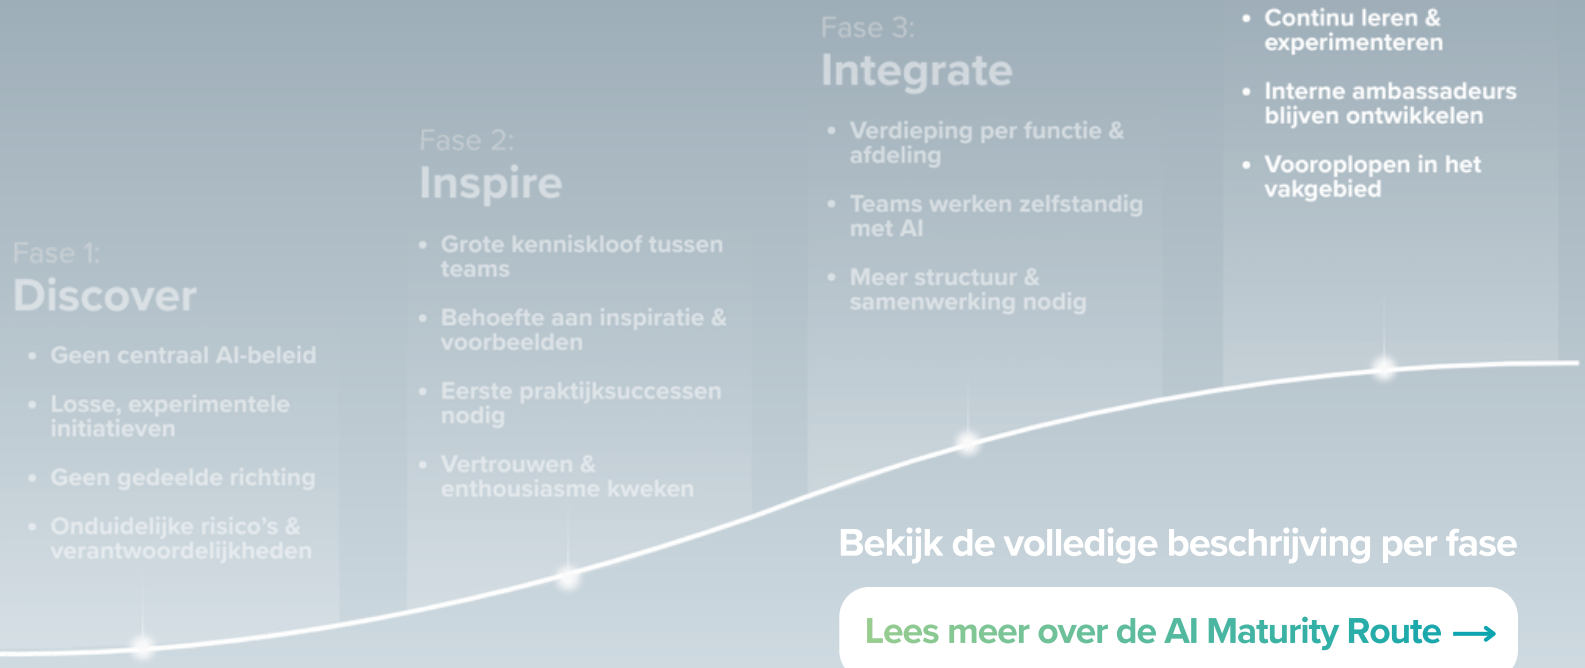 Fase 1:
Discover
• Geen centraal AI-beleid
• Losse, experimentele
initiatieven
• Geen gedeelde richting
• Onduidelijke risico's &
verantwoordelijkheden
Fase 2:
Inspire
• Grote kenniskloof tussen
teams
• Behoefte aan inspiratie &
voorbeelden
• Eerste praktijksuccessen
nodig
• Vertrouwen &
enthousiasme kweken
Fase 3:
Integrate
• Verdieping per functie &
afdeling
• Teams werken zelfstandig
met AI
• Meer structuur &
samenwerking nodig
• Continu leren &
experimenteren
• Interne ambassadeurs
blijven ontwikkelen
• Vooroplopen in het
vakgebied
Bekijk de volledige beschrijving per fase
Lees meer over de AI Maturity Route →